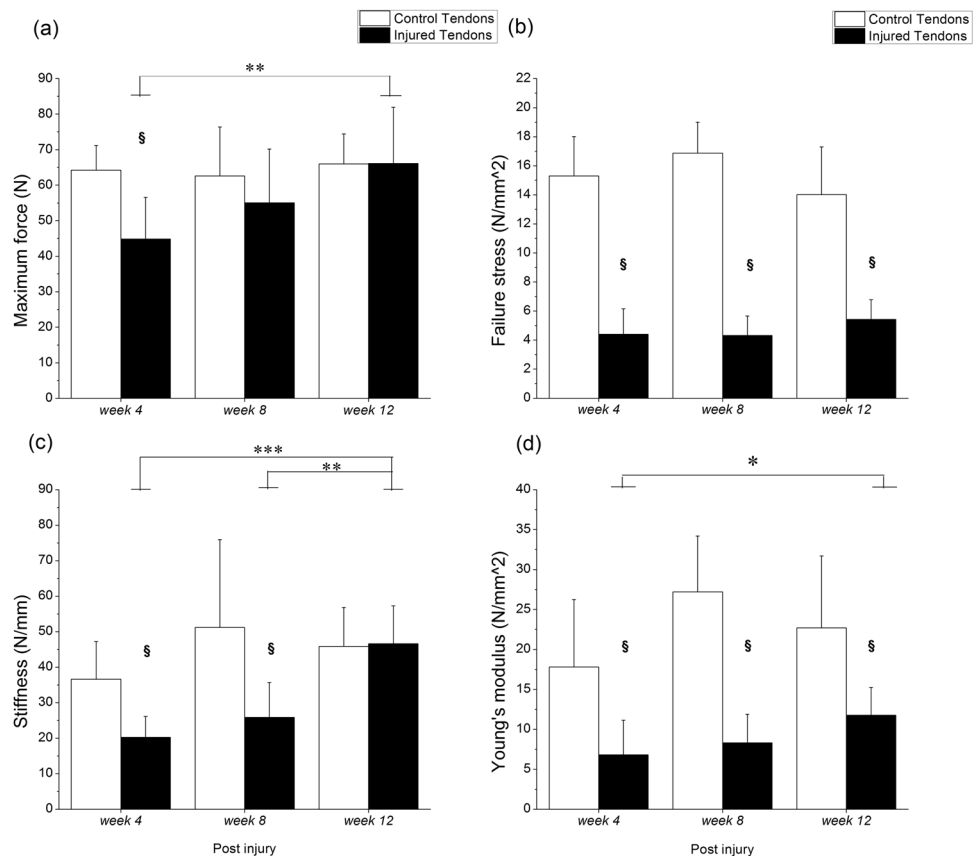 (a)
Control Tendons
Injured Tendons
**
§
Maximum force (N)
90
80
70
60
50
40
30
20
10
0
week 4
week 8
week 12
(b)
Control Tendons
Injured Tendons
Failure stress (N/mm^2)
22
20
18
16
14
12
10
8
6
4
2
0
§
§
§
week 4
week 8
week 12
(c)
***
**
Stiffness (N/mm)
90
80
70
60
50
40
30
20
10
0
§
§
week 4
week 8
week 12
Post injury
(d)
*
Young's modulus (N/mm^2)
40
35
30
25
20
15
10
5
0
§
§
§
week 4
week 8
week 12
Post injury